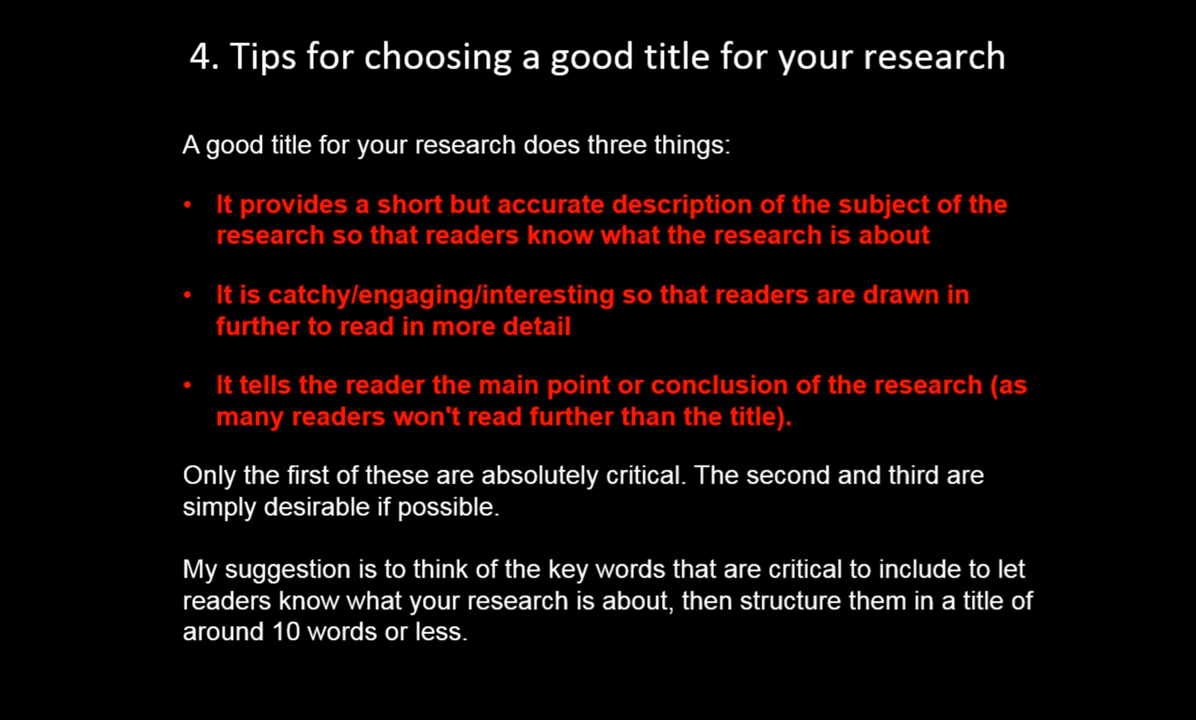 4. Tips for choosing a good title for your research
A good title for your research does three things:
• It provides a short but accurate description of the subject of the
research so that readers know what the research is about
• It is catchy/engaging/interesting so that readers are drawn in
further to read in more detail
• It tells the reader the main point or conclusion of the research (as
many readers won't read further than the title).
Only the first of these are absolutely critical. The second and third are
simply desirable if possible.
My suggestion is to think of the key words that are critical to include to let
readers know what your research is about, then structure them in a title of
around 10 words or less.